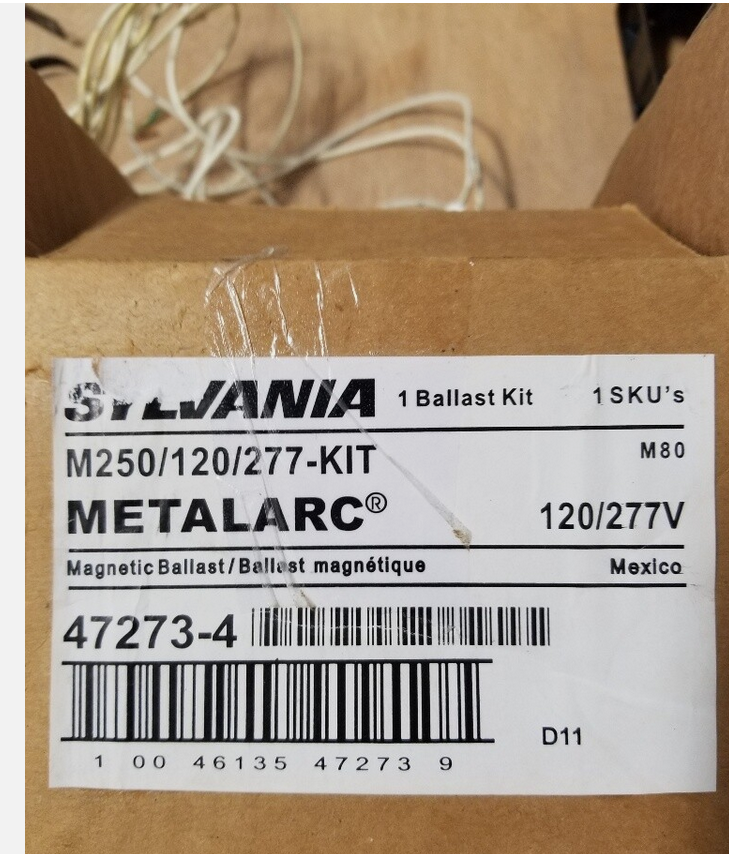 SYLVANIA 1 Ballast Kit 1 SKU's
M250/120/277-KIT M80
METALARC® 120/277V
Magnetic Ballast / Ballast magnétique Mexico
47273-4
D11
1 00 46135 47273 9